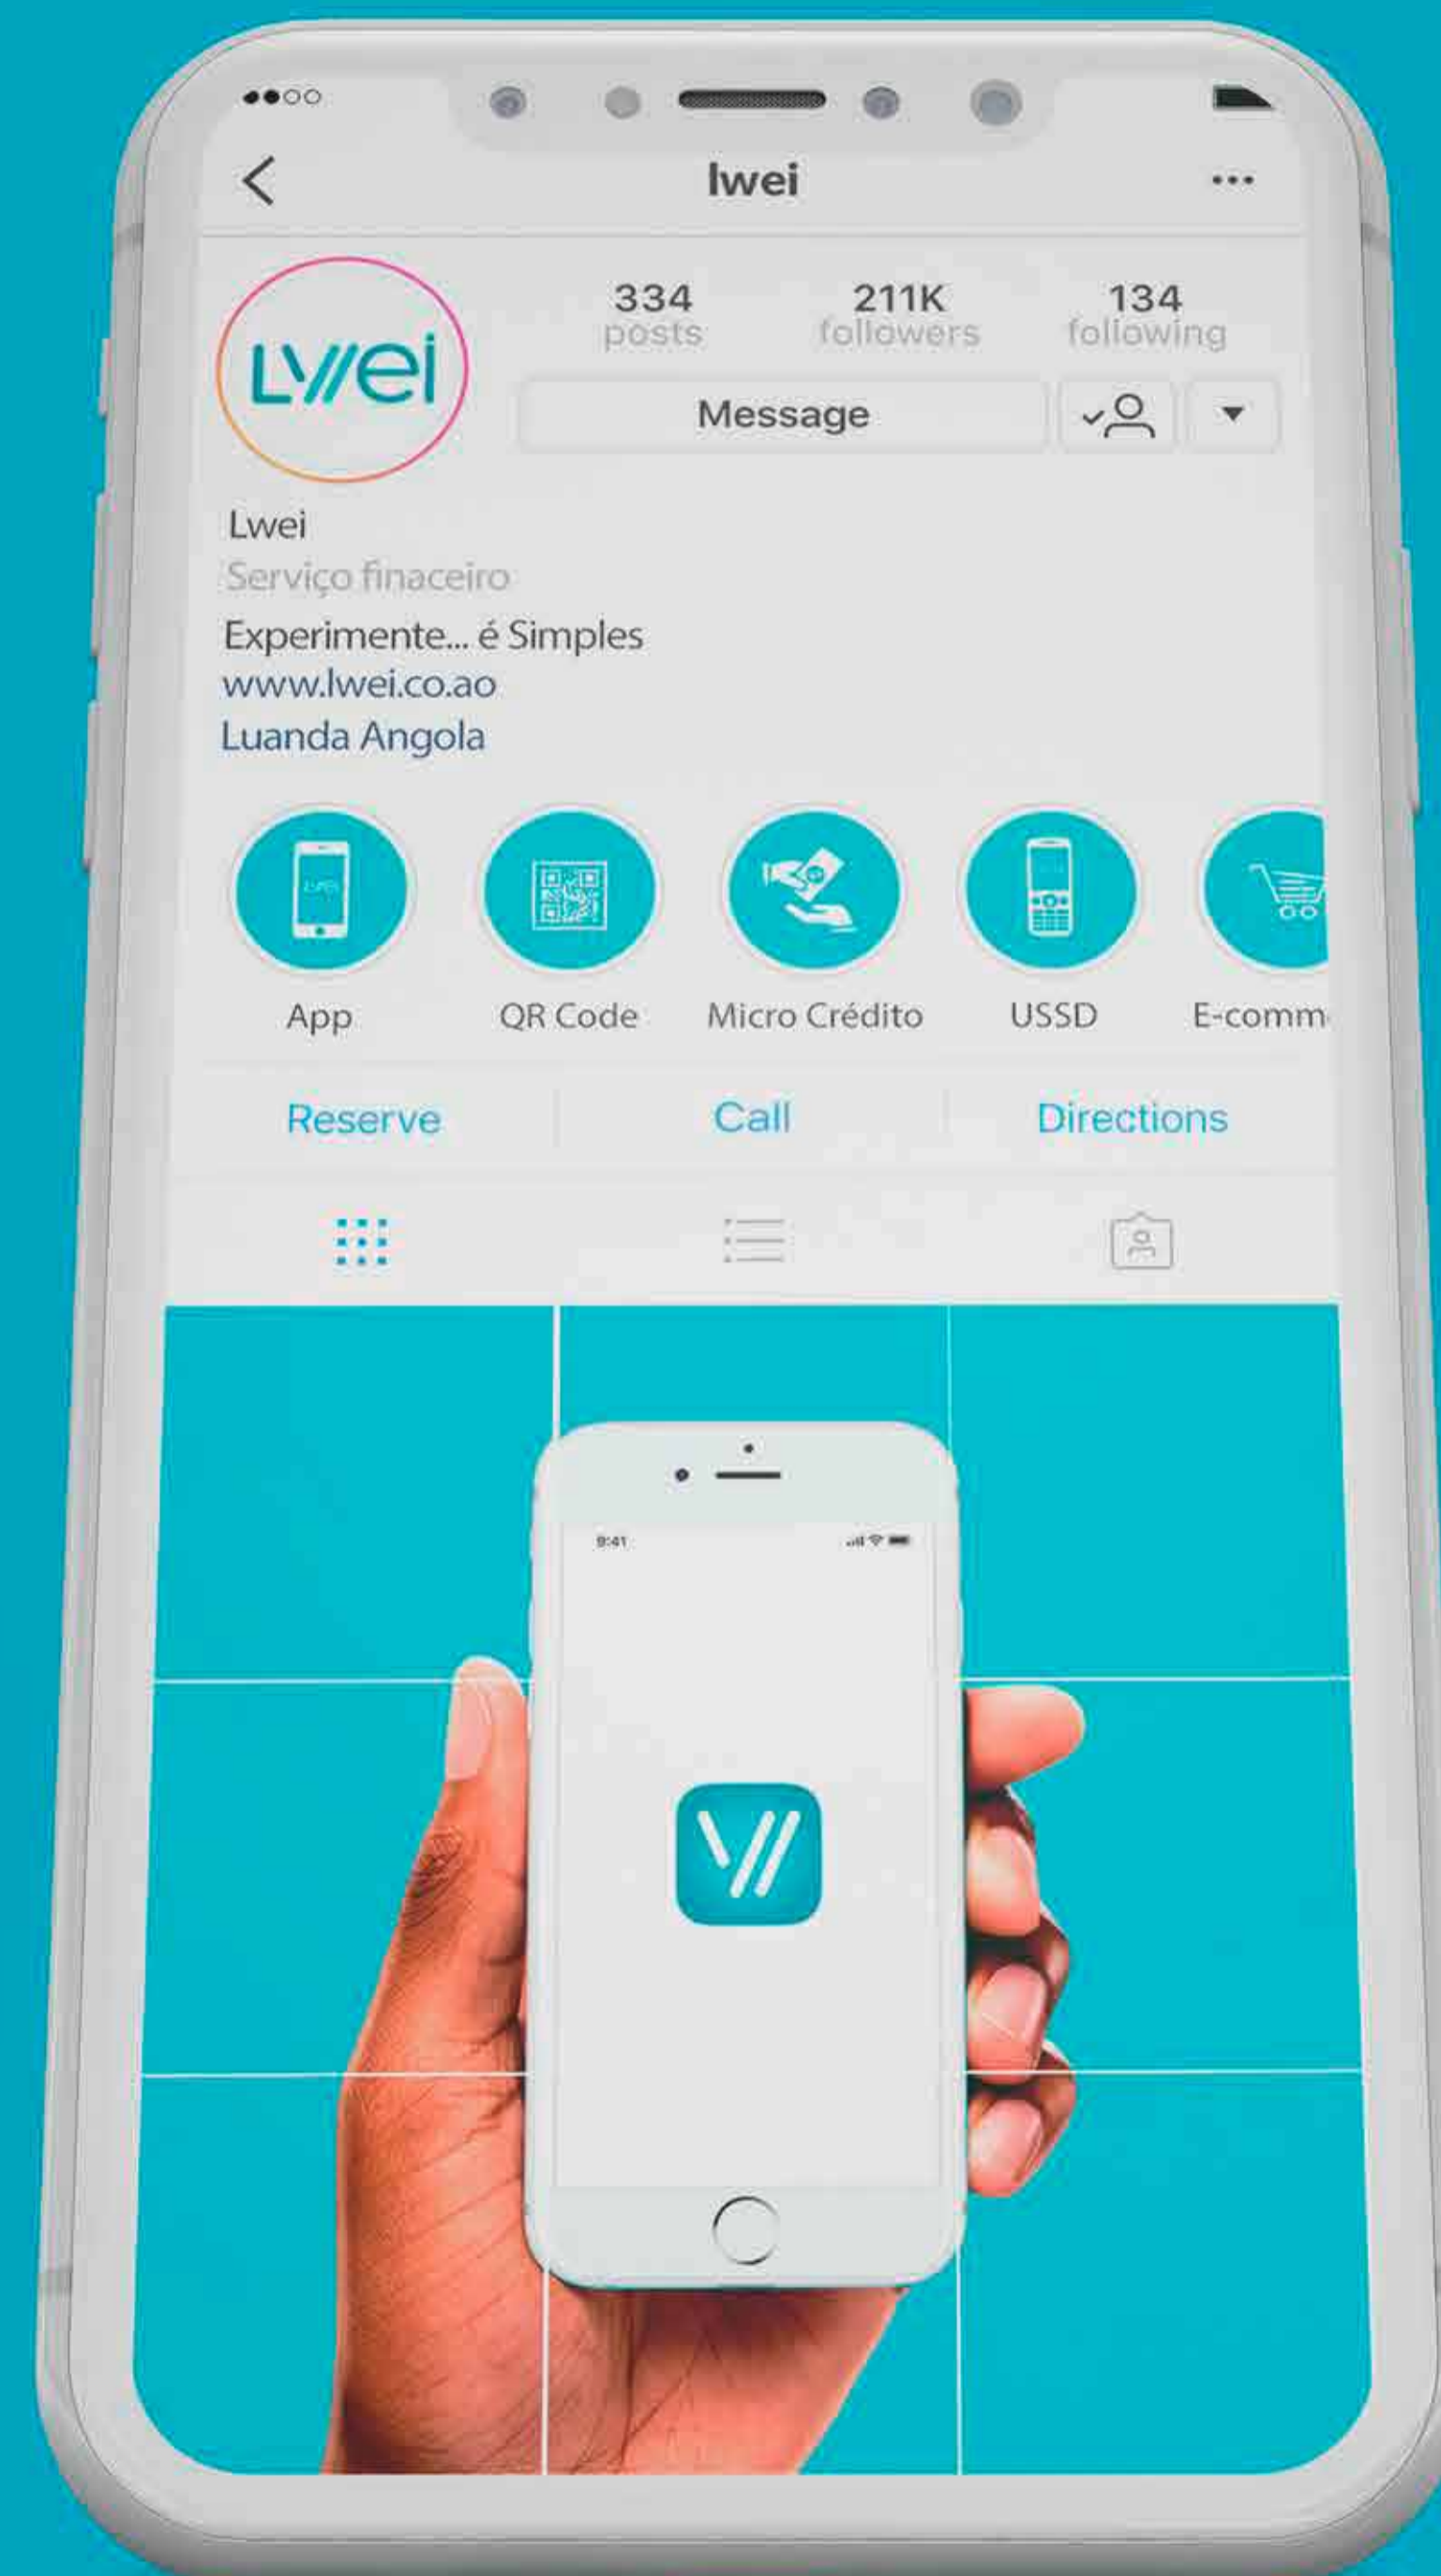 lwei
334 211K 134
posts followers following
Lwei
Message
Lwei
Serviço finaceiro
Experimente... é Simples
www.lwei.co.ao
Luanda Angola
App QR Code Micro Crédito USSD E-comm
Reserve Call Directions
9:41